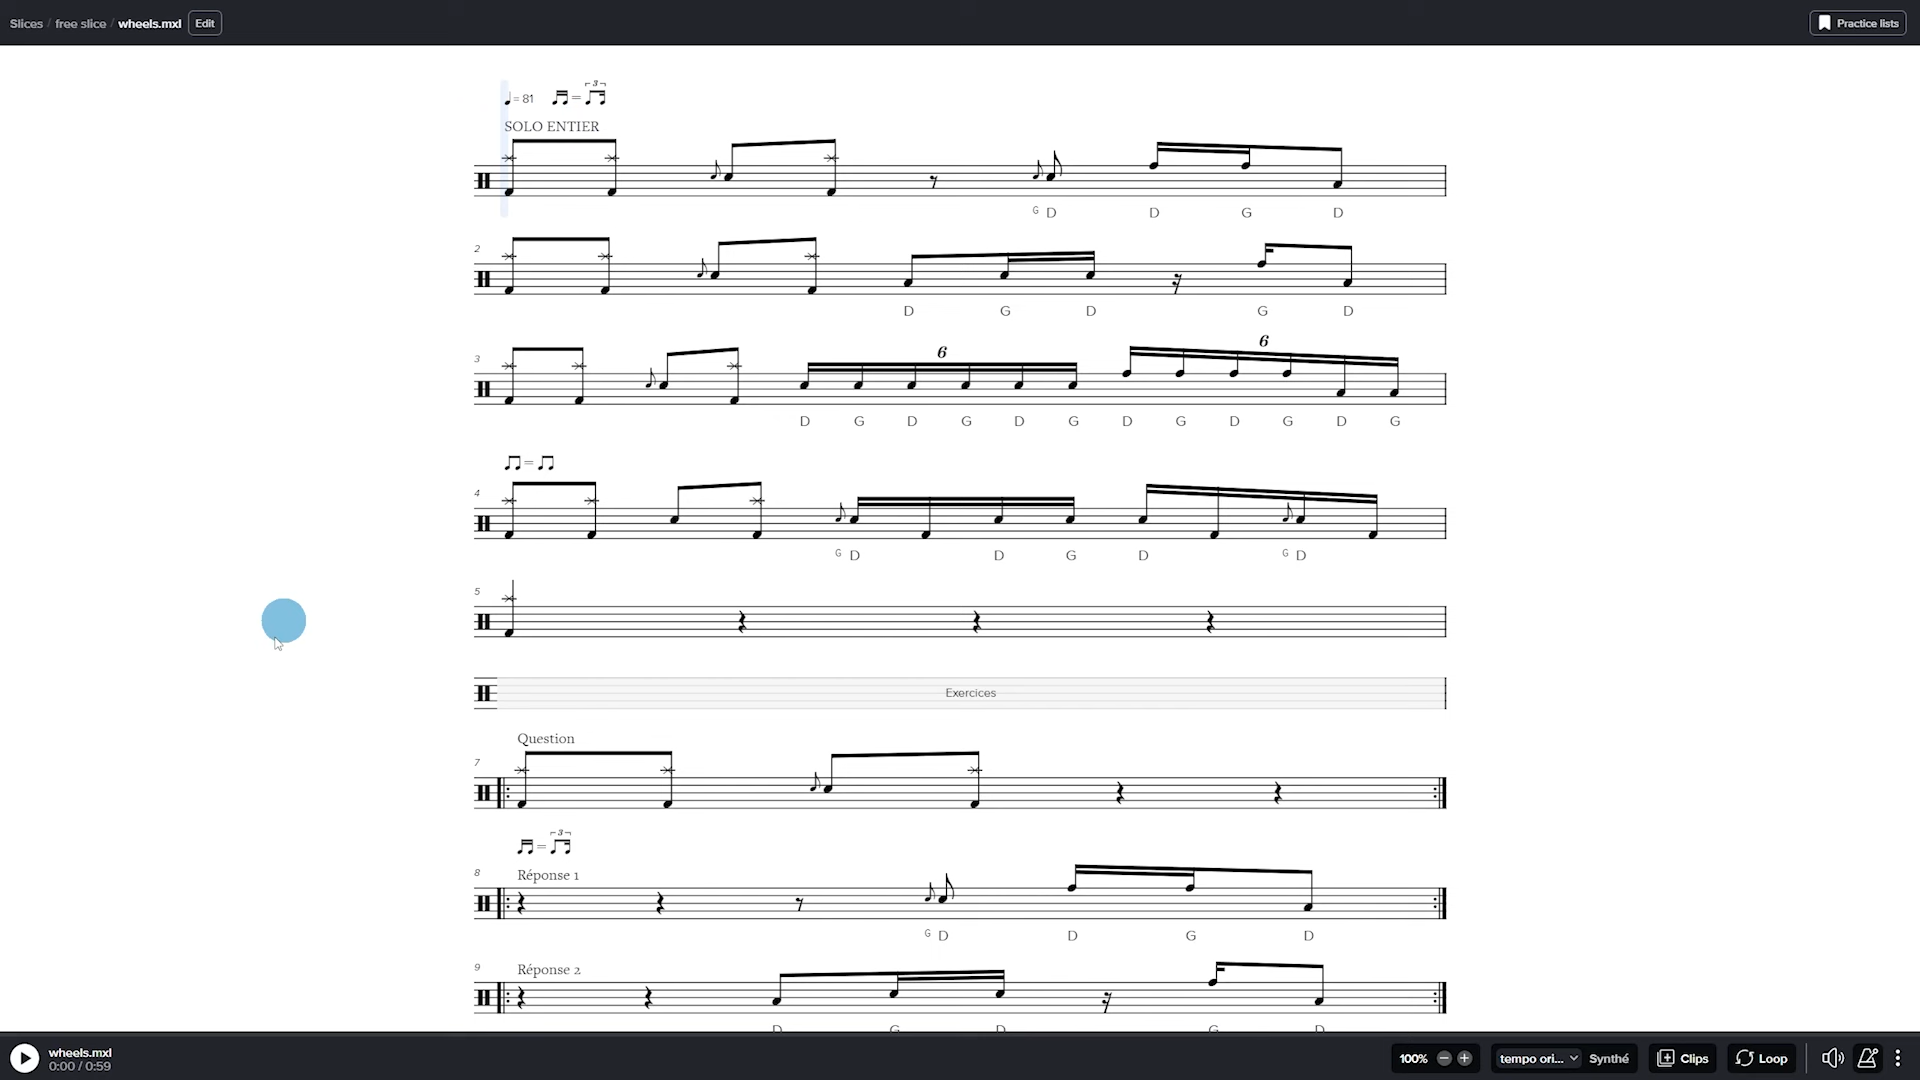 Slices / free slice / wheels.mxl Edit
Practice lists
= 81 = 3
SOLO ENTIER
G D D G D
2
D G D G D
3 6 6
D G D G D G D G D G D G
=
4
G D D G D G D
5
Exercices
Question
7
= 3
8 Réponse 1
G D D G D
9 Réponse 2
D G D G D
wheels.mxl
0:00 / 0:59
100% tempo ori... Synthé Clips Loop